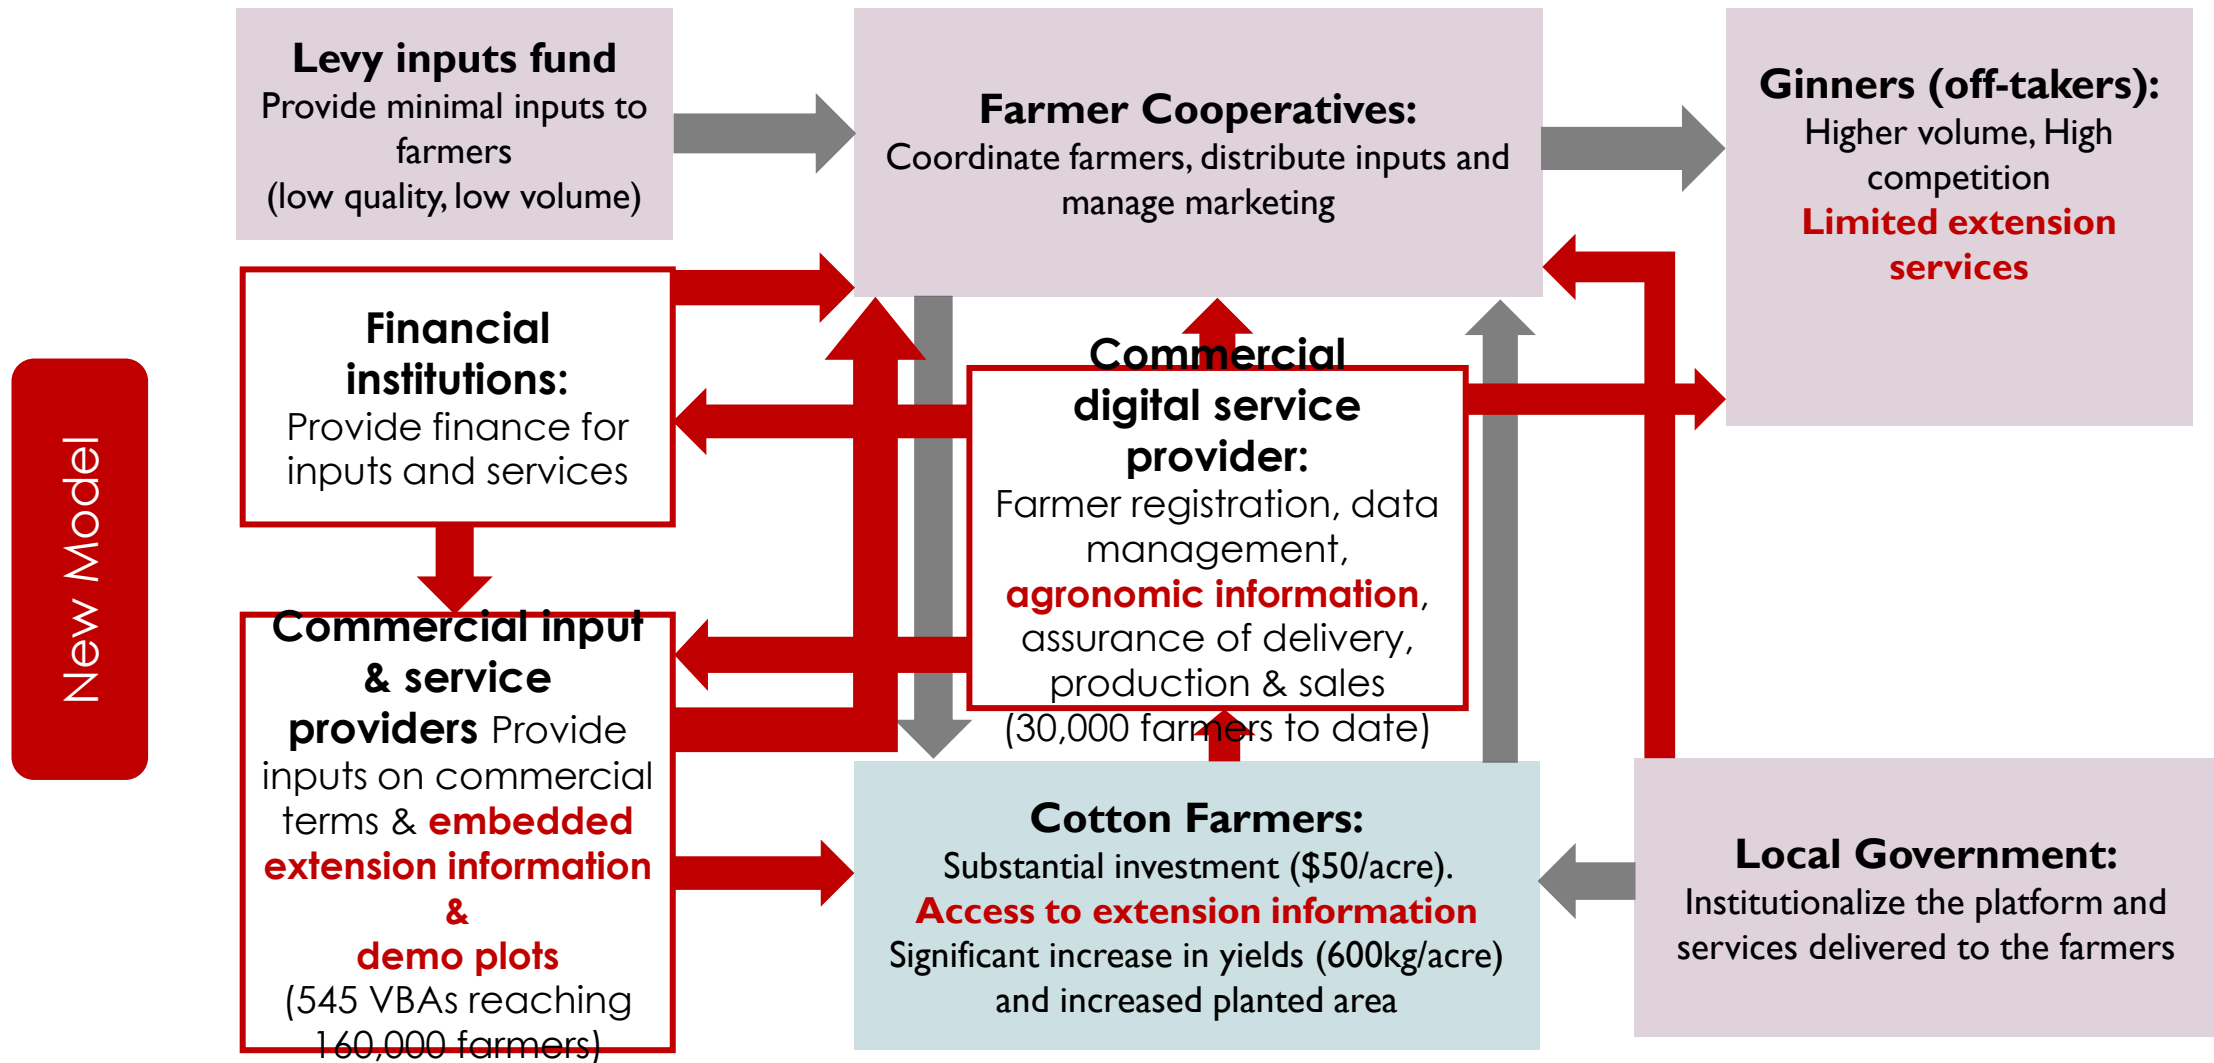 New Model
Levy inputs fund
Provide minimal inputs to
farmers
(low quality, low volume)
Farmer Cooperatives:
Coordinate farmers, distribute inputs and
manage marketing
Ginners (off-takers):
Higher volume, High
competition
Limited extension
services
Financial
institutions:
Provide finance for
inputs and services
Commercial
digital service
provider:
Farmer registration, data
management,
agronomic information,
assurance of delivery,
production & sales
(30,000 farmers to date)
Commercial input
& service
providers Provide
inputs on commercial
terms & embedded
extension information
&
demo plots
(545 VBAs reaching
160,000 farmers)
Cotton Farmers:
Substantial investment ($50/acre).
Access to extension information
Significant increase in yields (600kg/acre)
and increased planted area
Local Government:
Institutionalize the platform and
services delivered to the farmers